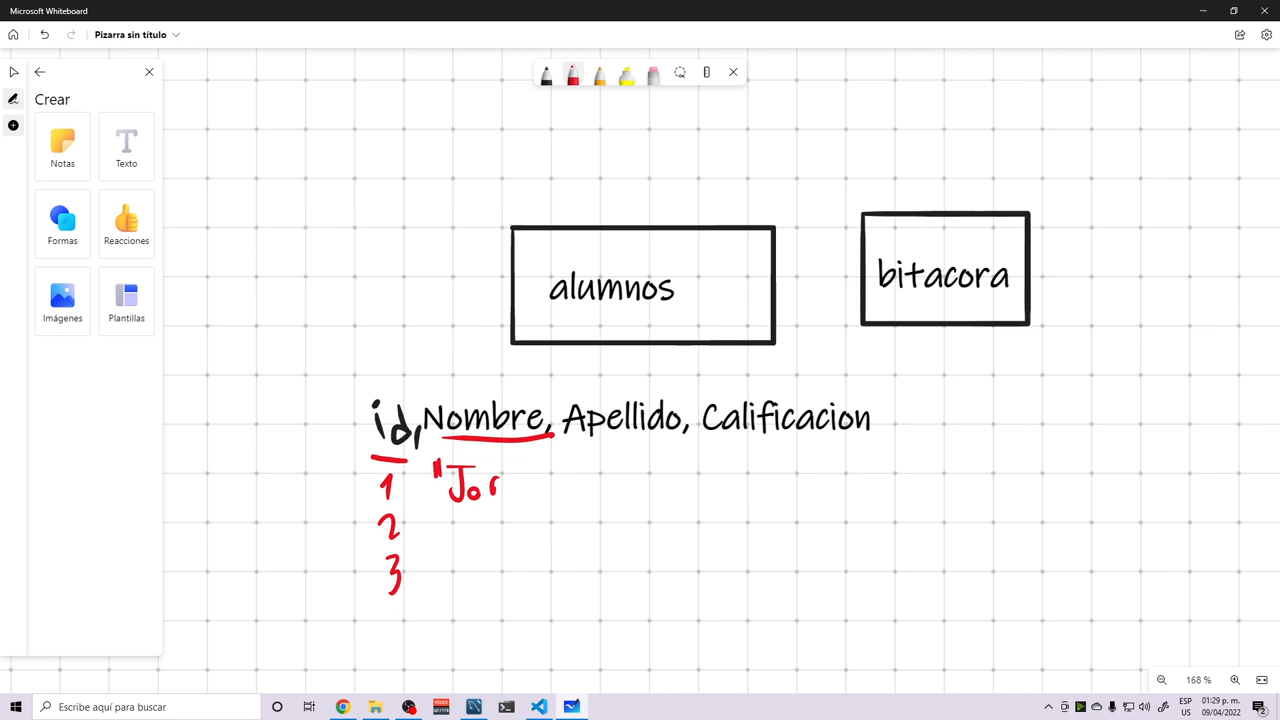 Microsoft Whiteboard
Pizarra sin título
Crear
Notas
Texto
Formas
Reacciones
Imágenes
Plantillas
alumnos
bitacora
id, Nombre, Apellido, Calificacion
1 "Jor
2
3
168 %
Escribe aquí para buscar
ESP
US
01:29 p. m.
09/04/2022
2